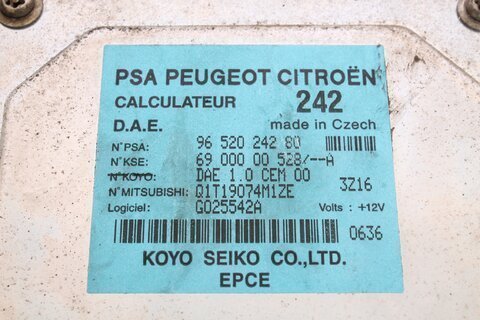 PSA PEUGEOT CITROËN
CALCULATEUR 242
D.A.E. made in Czech
N°PSA: 96 520 242 80
N°KSE: 69 000 00 528/--A
N°KOYO: DAE 1.0 CEM 00
N°MITSUBISHI: Q1T19074M1ZE 3Z16
Logiciel: G025542A Volts : +12V
0636
KOYO SEIKO CO.,LTD.
EPCE